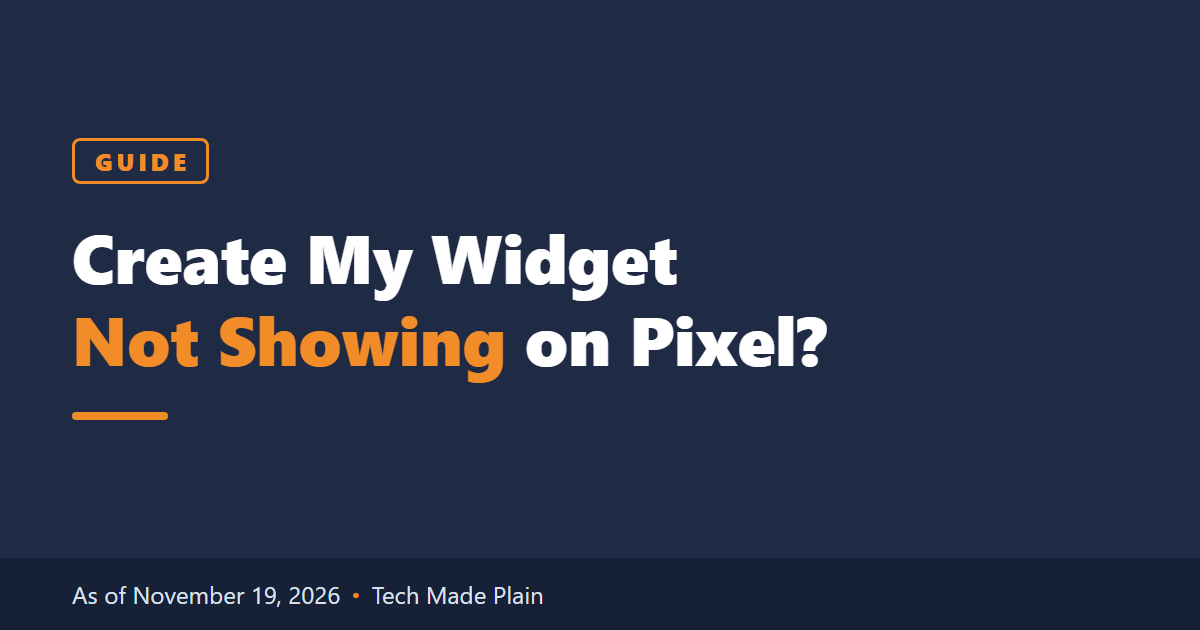 GUIDE
Create My Widget
Not Showing on Pixel?
As of November 19, 2026 • Tech Made Plain